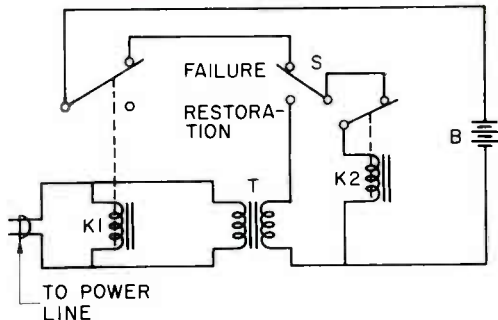 FAILURE
S
RESTORA-
TION
B
K2
T
K1
TO POWER
LINE